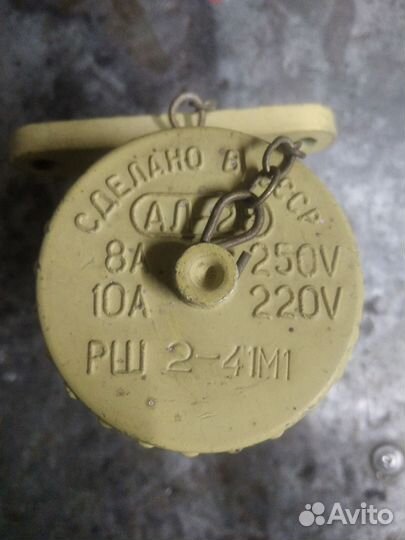 СДЕЛАНО В СССР
8А 250V
10А 220V
РШ 2-41М1
Avito